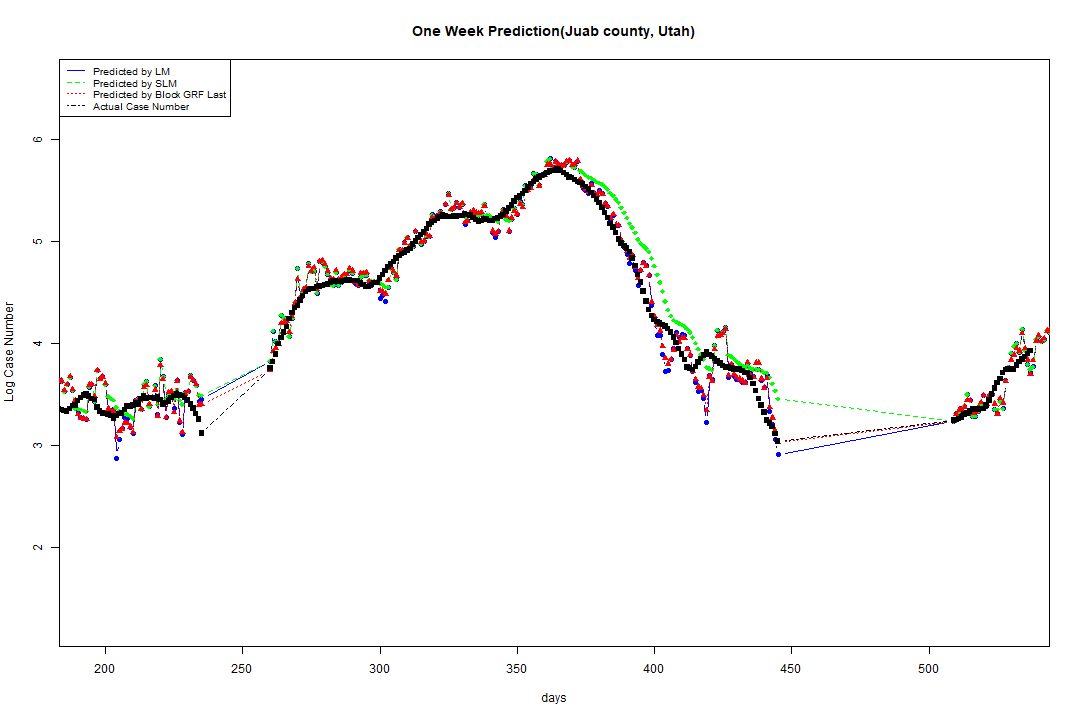 One Week Prediction(Juab county, Utah)
Predicted by LM
Predicted by SLM
Predicted by Block GRF Last
Actual Case Number
Log Case Number
6
5
4
3
2
200 250 300 350 400 450 500
days